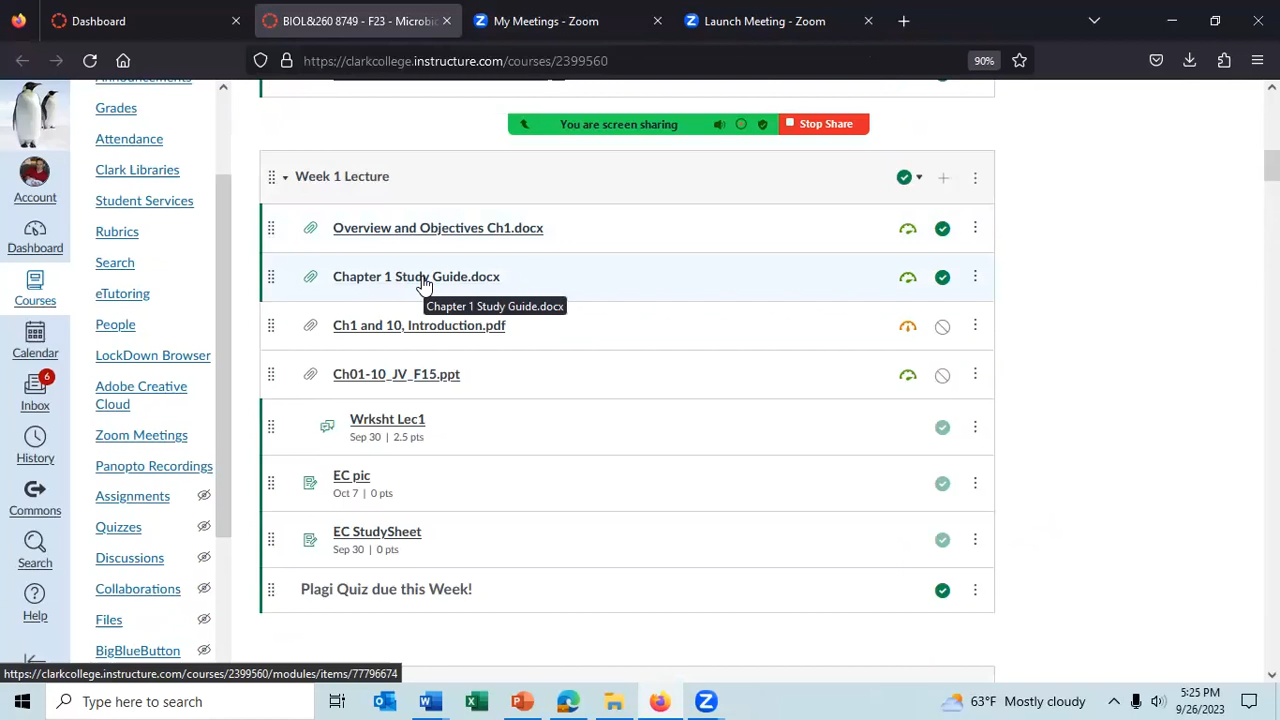 Dashboard
BIOL&260 8749 - F23 - Microbio
My Meetings - Zoom
Launch Meeting - Zoom
https://clarkcollege.instructure.com/courses/2399560
90%
Announcements
Grades
Attendance
Clark Libraries
Student Services
Rubrics
Search
eTutoring
People
LockDown Browser
Adobe Creative
Cloud
Zoom Meetings
Panopto Recordings
Assignments
Quizzes
Discussions
Collaborations
Files
BigBlueButton
Account
Dashboard
Courses
Calendar
6
Inbox
History
Commons
Search
Help
You are screen sharing
Stop Share
Week 1 Lecture
Overview and Objectives Ch1.docx
Chapter 1 Study Guide.docx
Chapter 1 Study Guide.docx
Ch1 and 10, Introduction.pdf
Ch01-10_JV_F15.ppt
Wrksht Lec1
Sep 30 | 2.5 pts
EC pic
Oct 7 | 0 pts
EC StudySheet
Sep 30 | 0 pts
Plagi Quiz due this Week!
https://clarkcollege.instructure.com/courses/2399560/modules/items/77796674
Type here to search
63°F Mostly cloudy
5:25 PM
9/26/2023